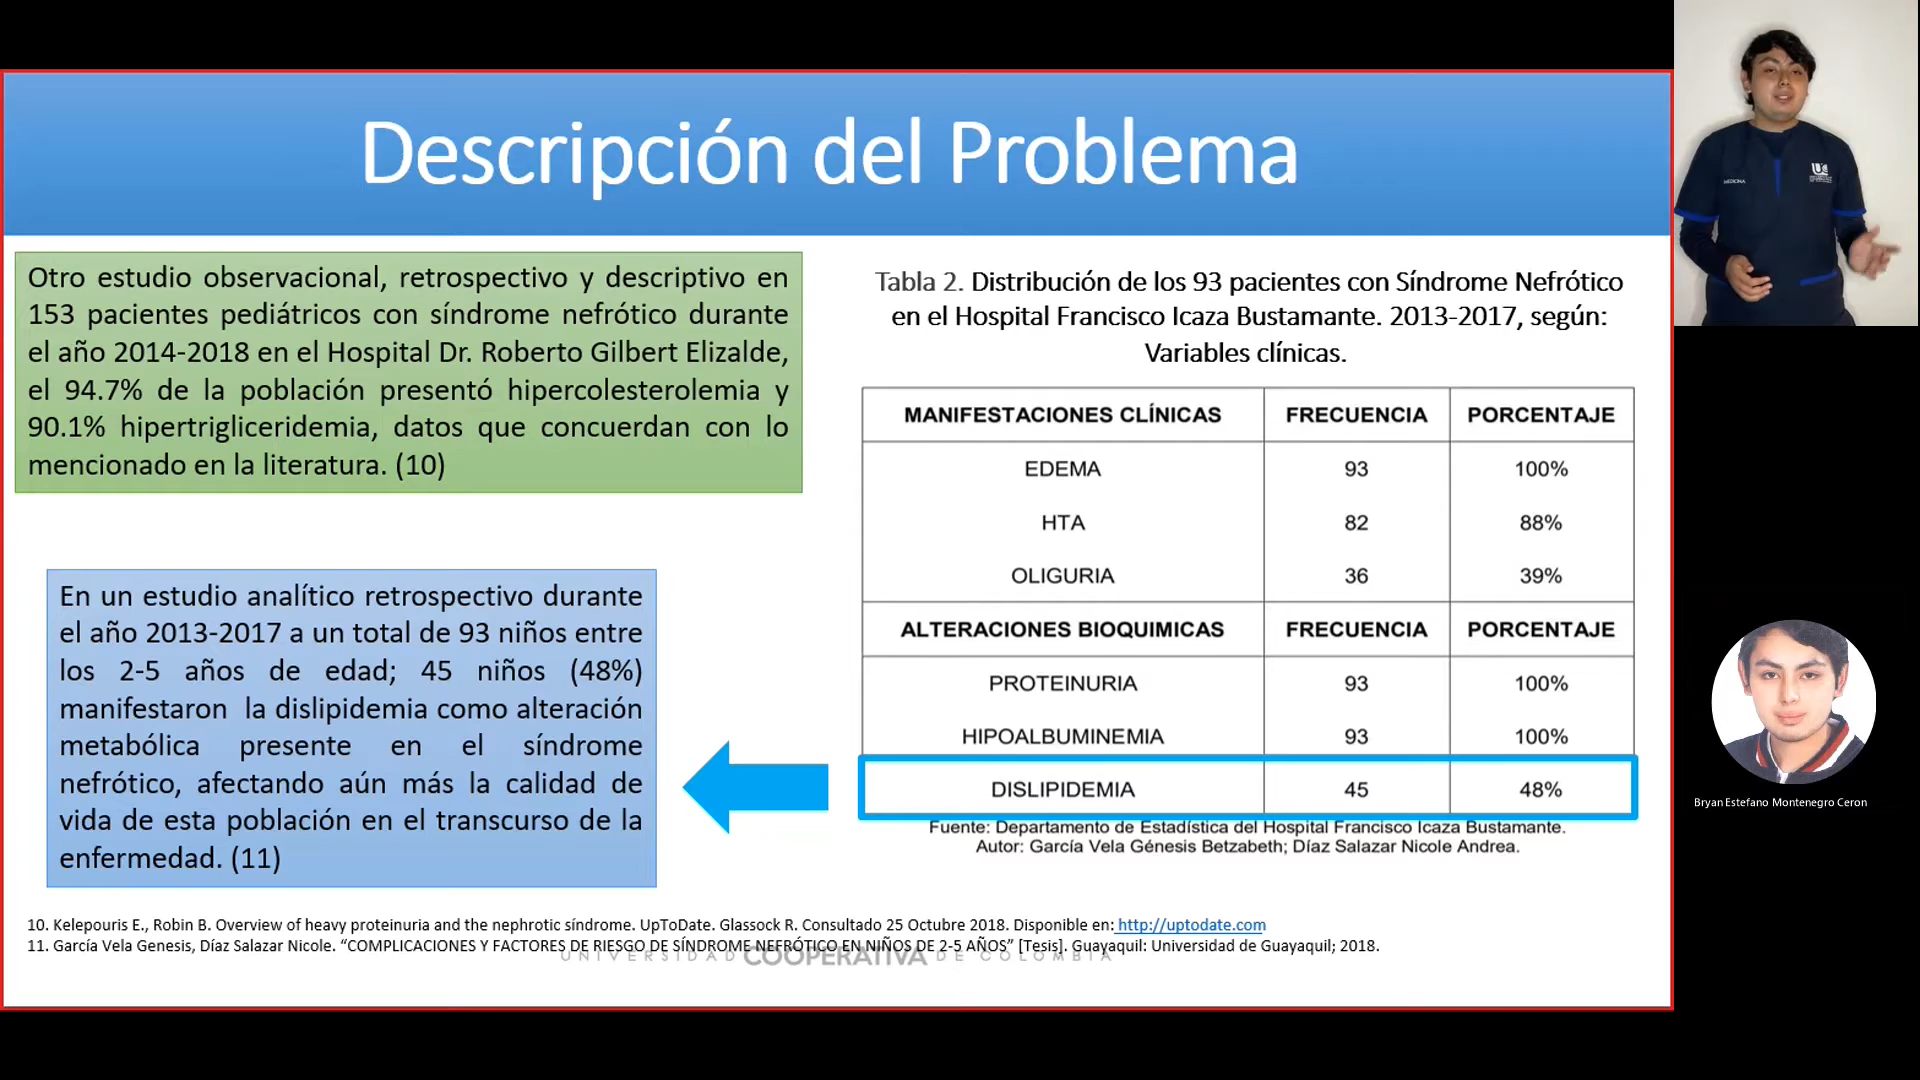 Descripción del Problema
Otro estudio observacional, retrospectivo y descriptivo en
153 pacientes pediátricos con síndrome nefrótico durante
el año 2014-2018 en el Hospital Dr. Roberto Gilbert Elizalde,
el 94.7% de la población presentó hipercolesterolemia y
90.1% hipertrigliceridemia, datos que concuerdan con lo
mencionado en la literatura. (10)
En un estudio analítico retrospectivo durante
el año 2013-2017 a un total de 93 niños entre
los 2-5 años de edad; 45 niños (48%)
manifestaron la dislipidemia como alteración
metabólica presente en el síndrome
nefrótico, afectando aún más la calidad de
vida de esta población en el transcurso de la
enfermedad. (11)
Tabla 2. Distribución de los 93 pacientes con Síndrome Nefrótico
en el Hospital Francisco Icaza Bustamante. 2013-2017, según:
Variables clínicas.
MANIFESTACIONES CLÍNICAS FRECUENCIA PORCENTAJE
EDEMA 93 100%
HTA 82 88%
OLIGURIA 36 39%
ALTERACIONES BIOQUIMICAS FRECUENCIA PORCENTAJE
PROTEINURIA 93 100%
HIPOALBUMINEMIA 93 100%
DISLIPIDEMIA 45 48%
Fuente: Departamento de Estadística del Hospital Francisco Icaza Bustamante.
Autor: García Vela Génesis Betzabeth; Díaz Salazar Nicole Andrea.
10. Kelepouris E., Robin B. Overview of heavy proteinuria and the nephrotic síndrome. UpToDate. Glassock R. Consultado 25 Octubre 2018. Disponible en: http://uptodate.com
11. García Vela Genesis, Díaz Salazar Nicole. “COMPLICACIONES Y FACTORES DE RIESGO DE SÍNDROME NEFRÓTICO EN NIÑOS DE 2-5 AÑOS” [Tesis]. Guayaquil: Universidad de Guayaquil; 2018.
UNIVERSIDAD COOPERATIVA DE COLOMBIA
MEDICINA
Bryan Estefano Montenegro Ceron